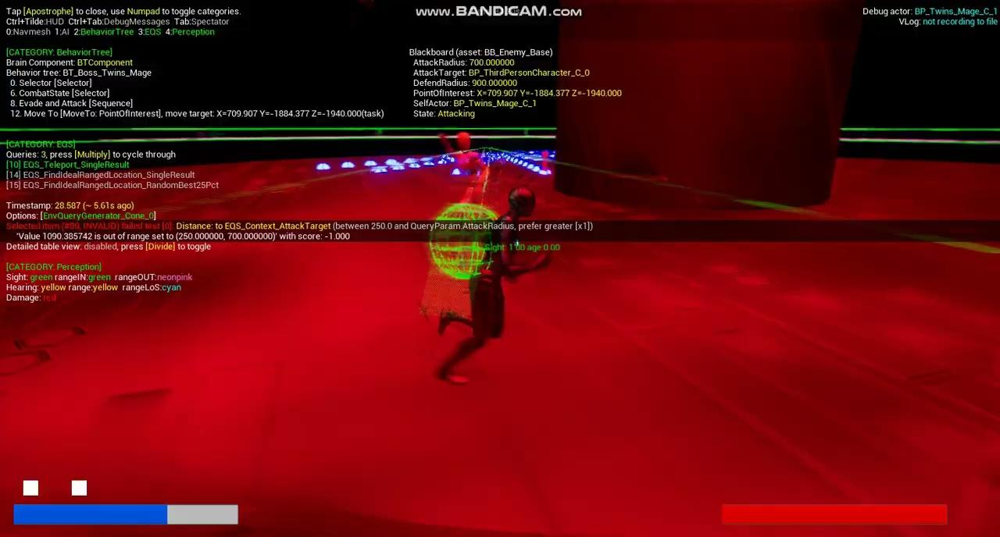 Tap [Apostrophe] to close, use Numpad to toggle categories.
Ctrl+Tilde:HUD Ctrl+Tab:DebugMessages Tab:Spectator
0:Navmesh 1:AI 2:BehaviorTree 3:EQS 4:Perception
www.BANDICAM.com
Debug actor: BP_Twins_Mage_C_1
VLog: not recording to file
[CATEGORY: BehaviorTree]
Brain Component: BTComponent
Behavior tree: BT_Boss_Twins_Mage
0. Selector [Selector]
6. CombatState [Selector]
8. Evade and Attack [Sequence]
12. Move To [MoveTo: PointOfInterest], move target: X=709.907 Y=-1884.377 Z=-1940.000(task)
Blackboard (asset: BB_Enemy_Base)
AttackRadius: 700.000000
AttackTarget: BP_ThirdPersonCharacter_C_0
DefendRadius: 900.000000
PointOfInterest: X=709.907 Y=-1884.377 Z=-1940.000
SelfActor: BP_Twins_Mage_C_1
State: Attacking
[CATEGORY: EQS]
Queries: 3, press [Multiply] to cycle through
[10] EQS_Teleport_SingleResult
[14] EQS_FindIdealRangedLocation_SingleResult
[15] EQS_FindIdealRangedLocation_RandomBest25Pct
Timestamp: 28.587 (~ 5.61s ago)
Options: [EnvQueryGenerator_Cone_0]
Selected item (#89, INVALID) failed test [0]: Distance: to EQS_Context_AttackTarget (between 250.0 and QueryParam.AttackRadius, prefer greater [x1])
'Value 1090.385742 is out of range set to (250.000000, 700.000000)' with score: -1.000
Detailed table view: disabled, press [Divide] to toggle
Sight: 1.00 age 0.00
[CATEGORY: Perception]
Sight: green rangeIN:green rangeOUT:neonpink
Hearing: yellow range:yellow rangeLoS:cyan
Damage: red